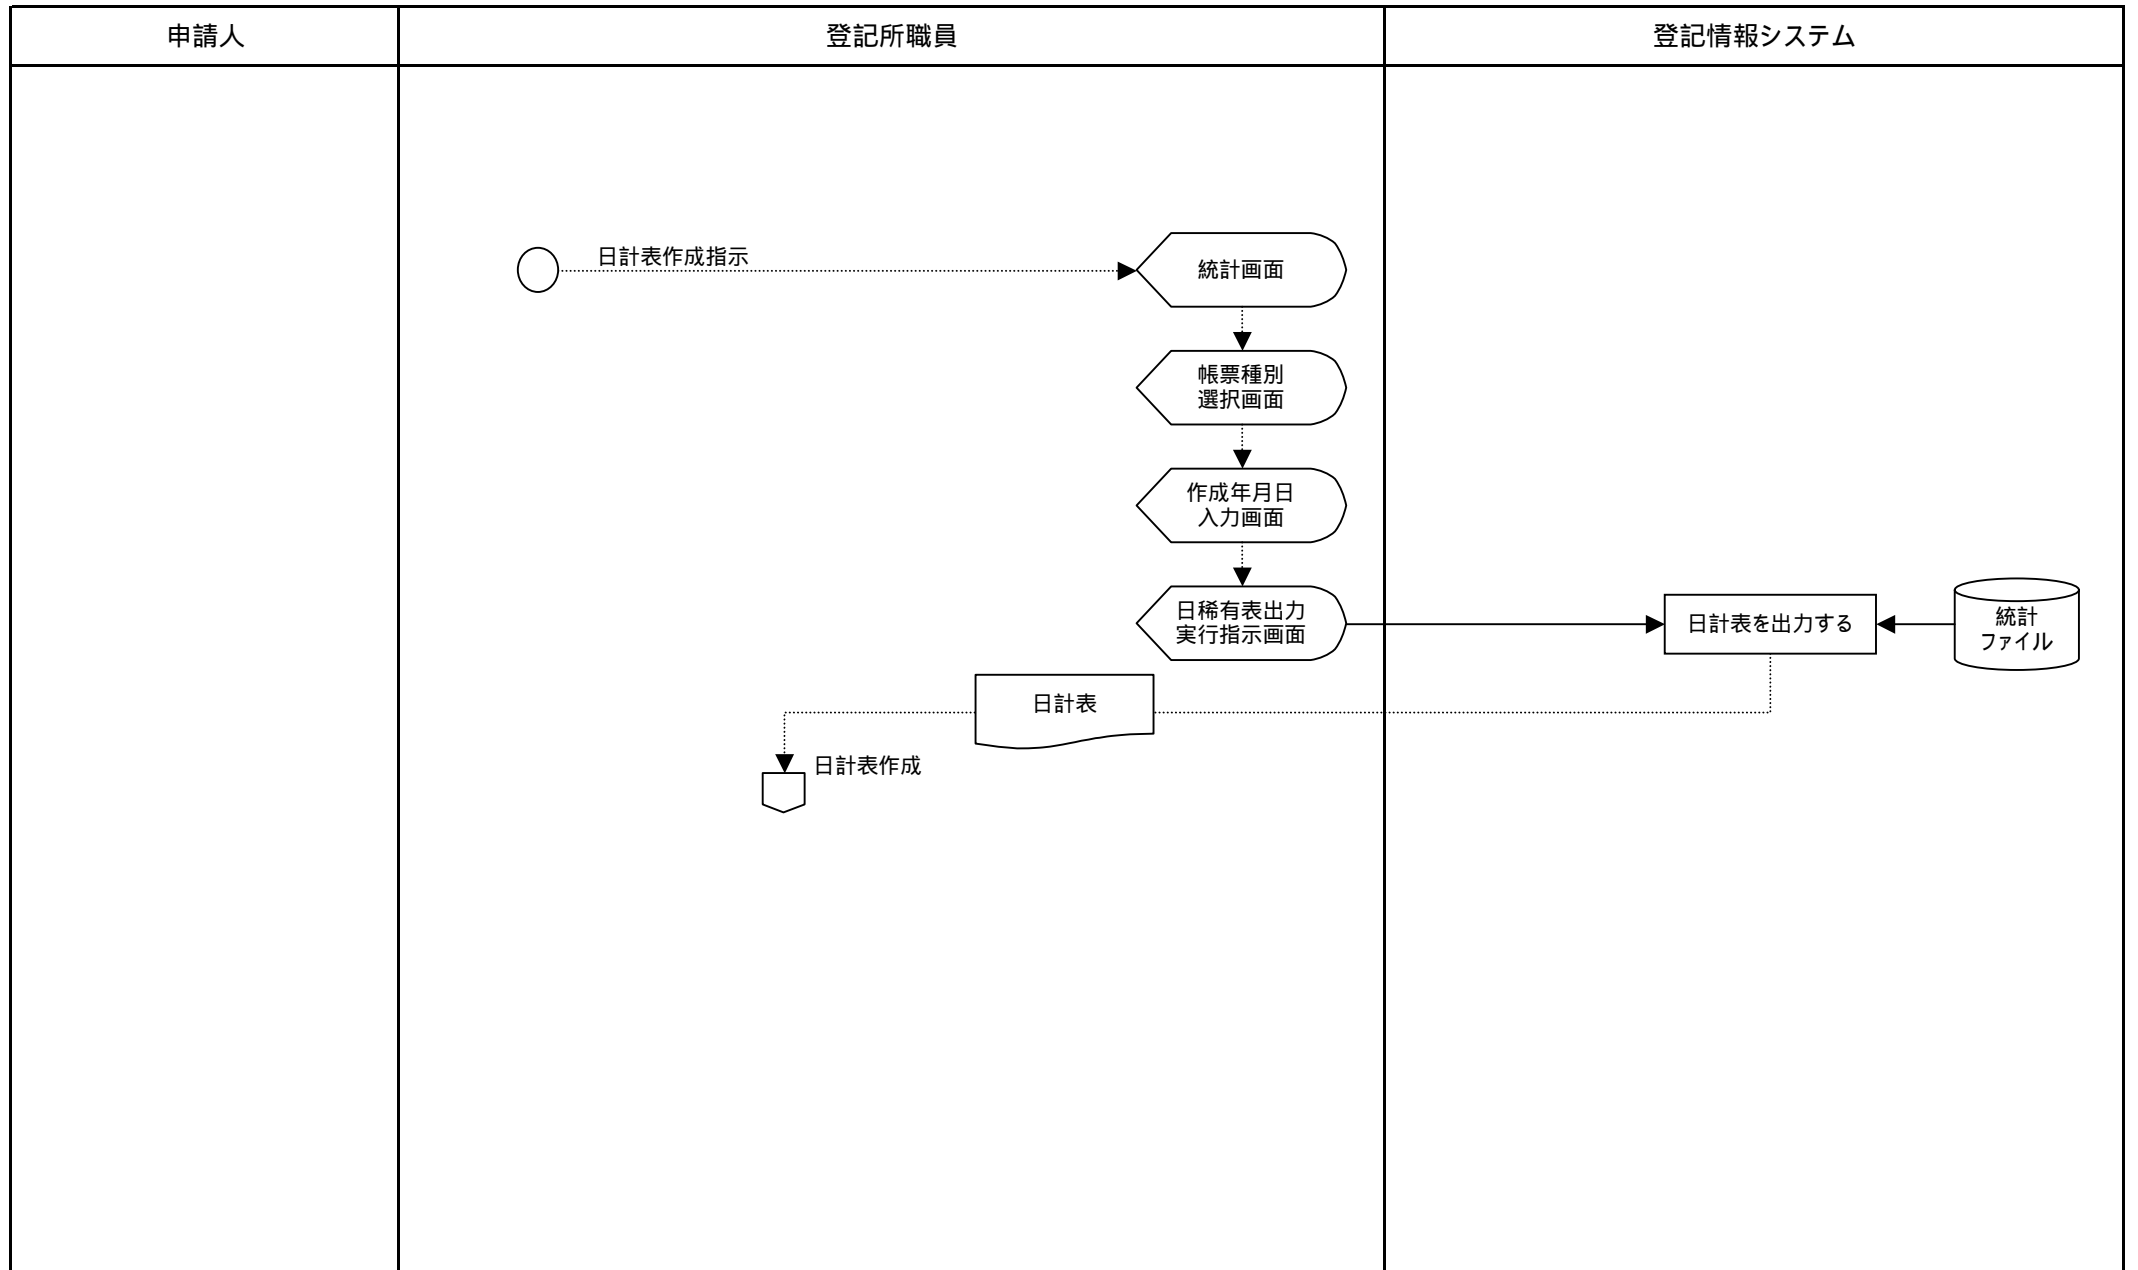 申請人
登記所職員
登記情報システム
日計表作成指示
統計画面
帳票種別
選択画面
作成年月日
入力画面
日稀有表出力
実行指示画面
日計表を出力する
統計
ファイル
日計表
日計表作成